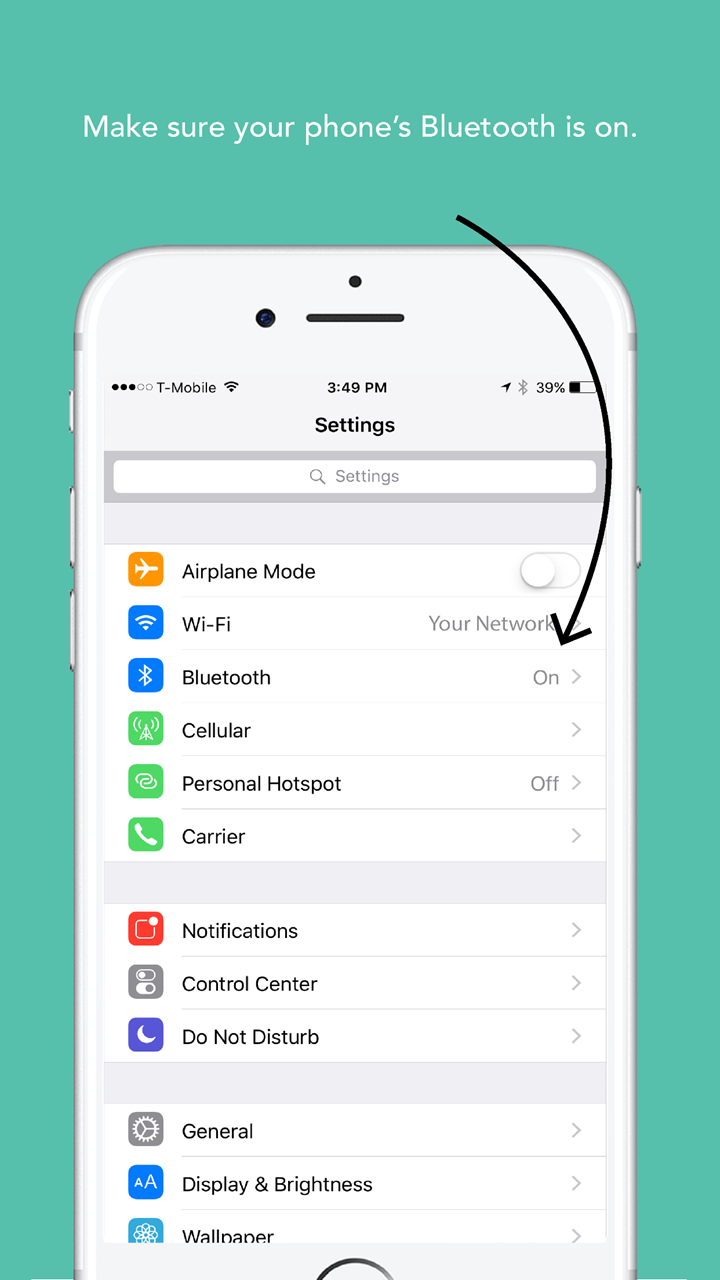 Make sure your phone’s Bluetooth is on.
T-Mobile 3:49 PM 39%
Settings
Settings
Airplane Mode
Wi-Fi Your Network
Bluetooth On
Cellular
Personal Hotspot Off
Carrier
Notifications
Control Center
Do Not Disturb
General
AA Display & Brightness
Wallpaper